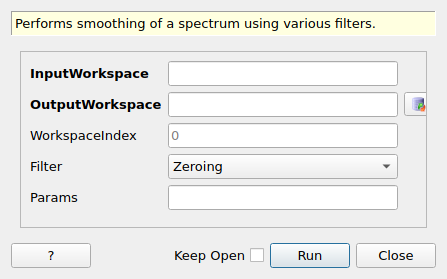 Performs smoothing of a spectrum using various filters.
InputWorkspace
OutputWorkspace
WorkspaceIndex 0
Filter Zeroing
Params
? Keep Open Run Close